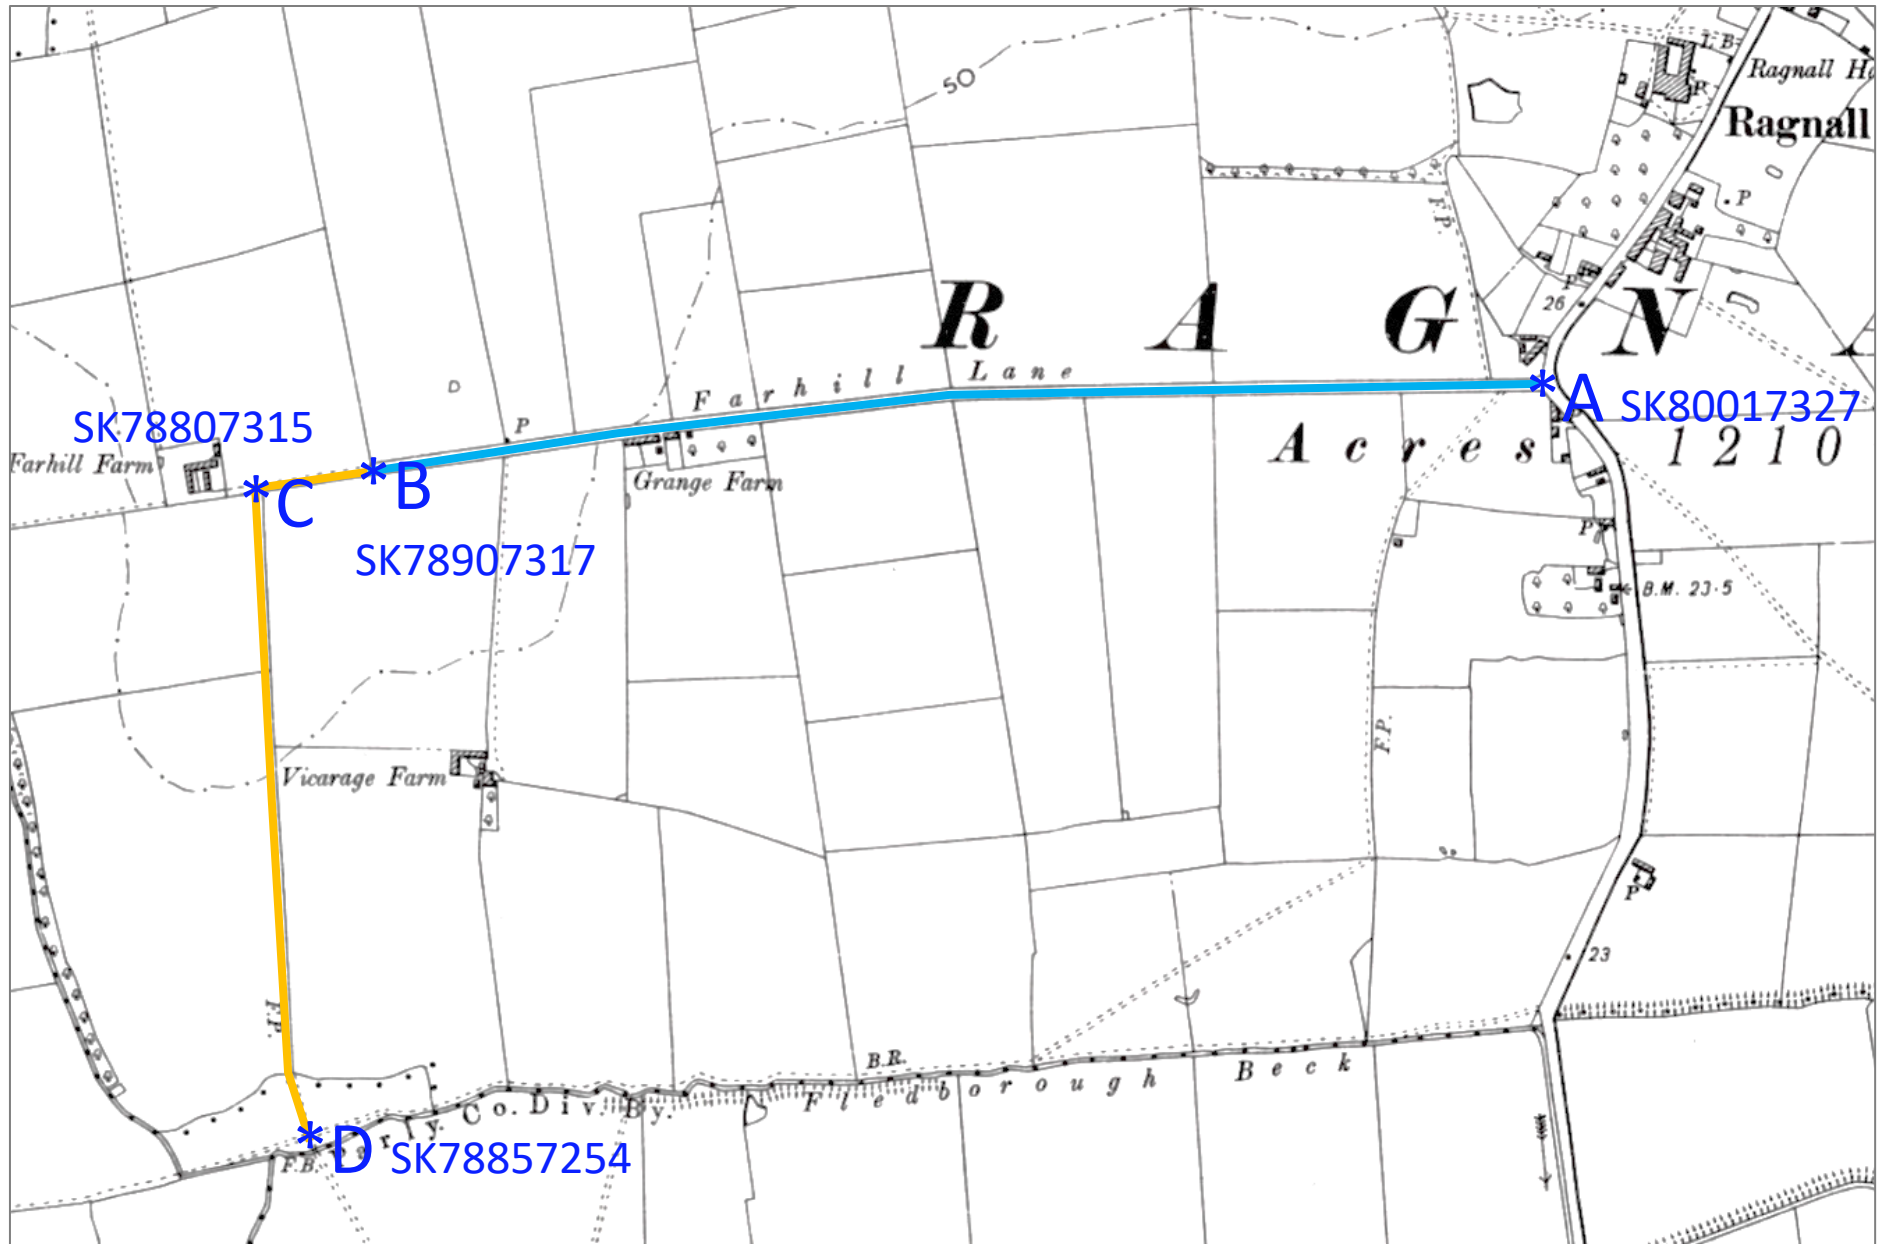 50
L B
Ragnall H
P
Ragnall
P
F.P.
P
26
R A G N
Farhill Lane
A SK80017327
SK78807315
P
Farhill Farm
B
C
Grange Farm
Acres 1210
SK78907317
P
B.M. 23·5
F.P.
Vicarage Farm
P
23
F.P.
B.R.
Fledborough Beck
Co. Div. By.
D SK78857254
F.B.